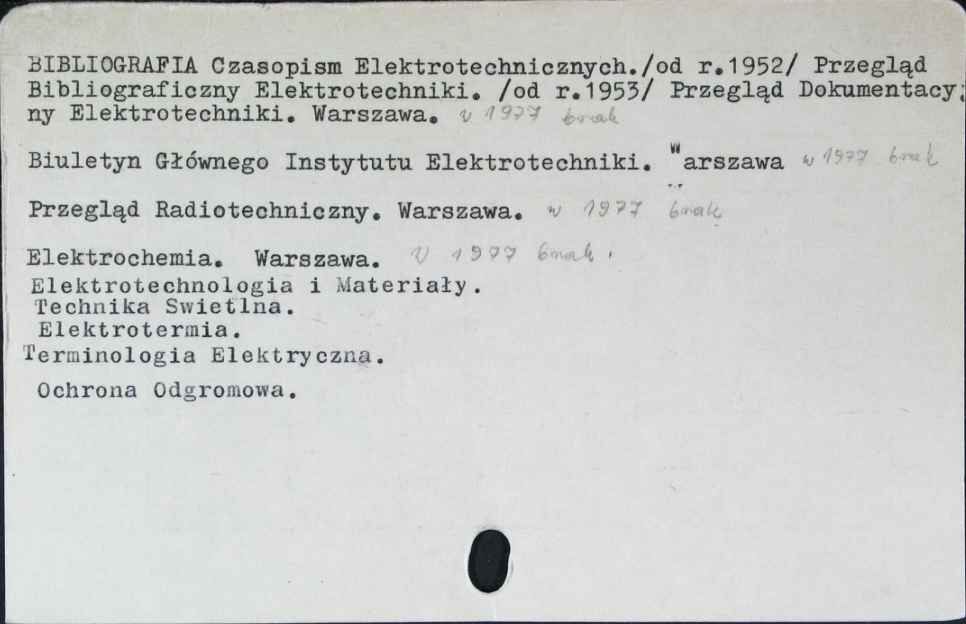 BIBLIOGRAFIA Czasopism Elektrotechnicznych./od r.1952/ Przegląd
Bibliograficzny Elektrotechniki. /od r.1953/ Przegląd Dokumentacyj
ny Elektrotechniki. Warszawa. w 1977 brak
Biuletyn Głównego Instytutu Elektrotechniki. Warszawa w 1977 brak
Przegląd Radiotechniczny. Warszawa. w 1977 brak
Elektrochemia. Warszawa. W 1977 brak
Elektrotechnologia i Materiały.
Technika Swietlna.
Elektrotermia.
Terminologia Elektryczna.
Ochrona Odgromowa.